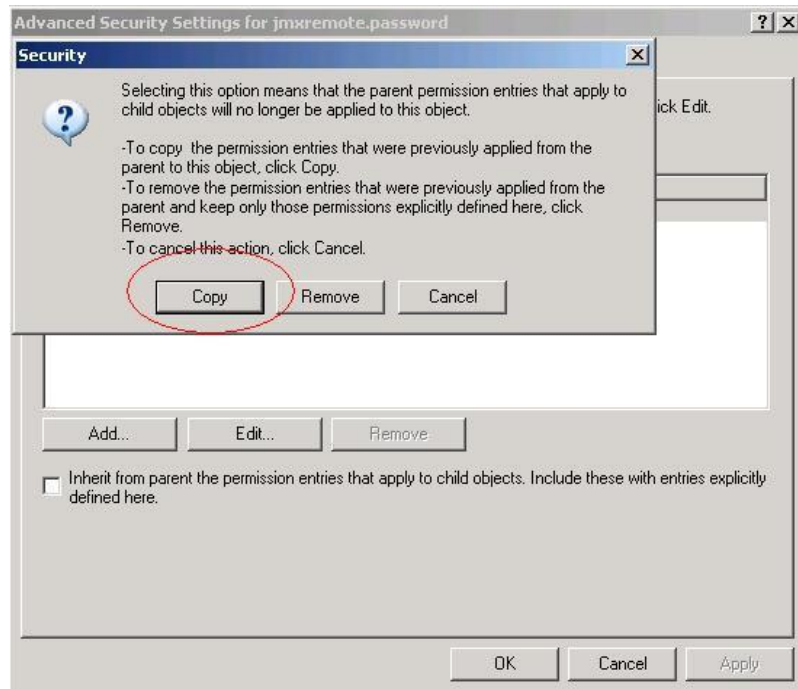 Advanced Security Settings for jmxremote.password
Security
Selecting this option means that the parent permission entries that apply to
child objects will no longer be applied to this object.
-To copy the permission entries that were previously applied from the
parent to this object, click Copy.
-To remove the permission entries that were previously applied from the
parent and keep only those permissions explicitly defined here, click
Remove.
-To cancel this action, click Cancel.
Copy Remove Cancel
ick Edit.
Add... Edit... Remove
Inherit from parent the permission entries that apply to child objects. Include these with entries explicitly
defined here.
OK Cancel Apply